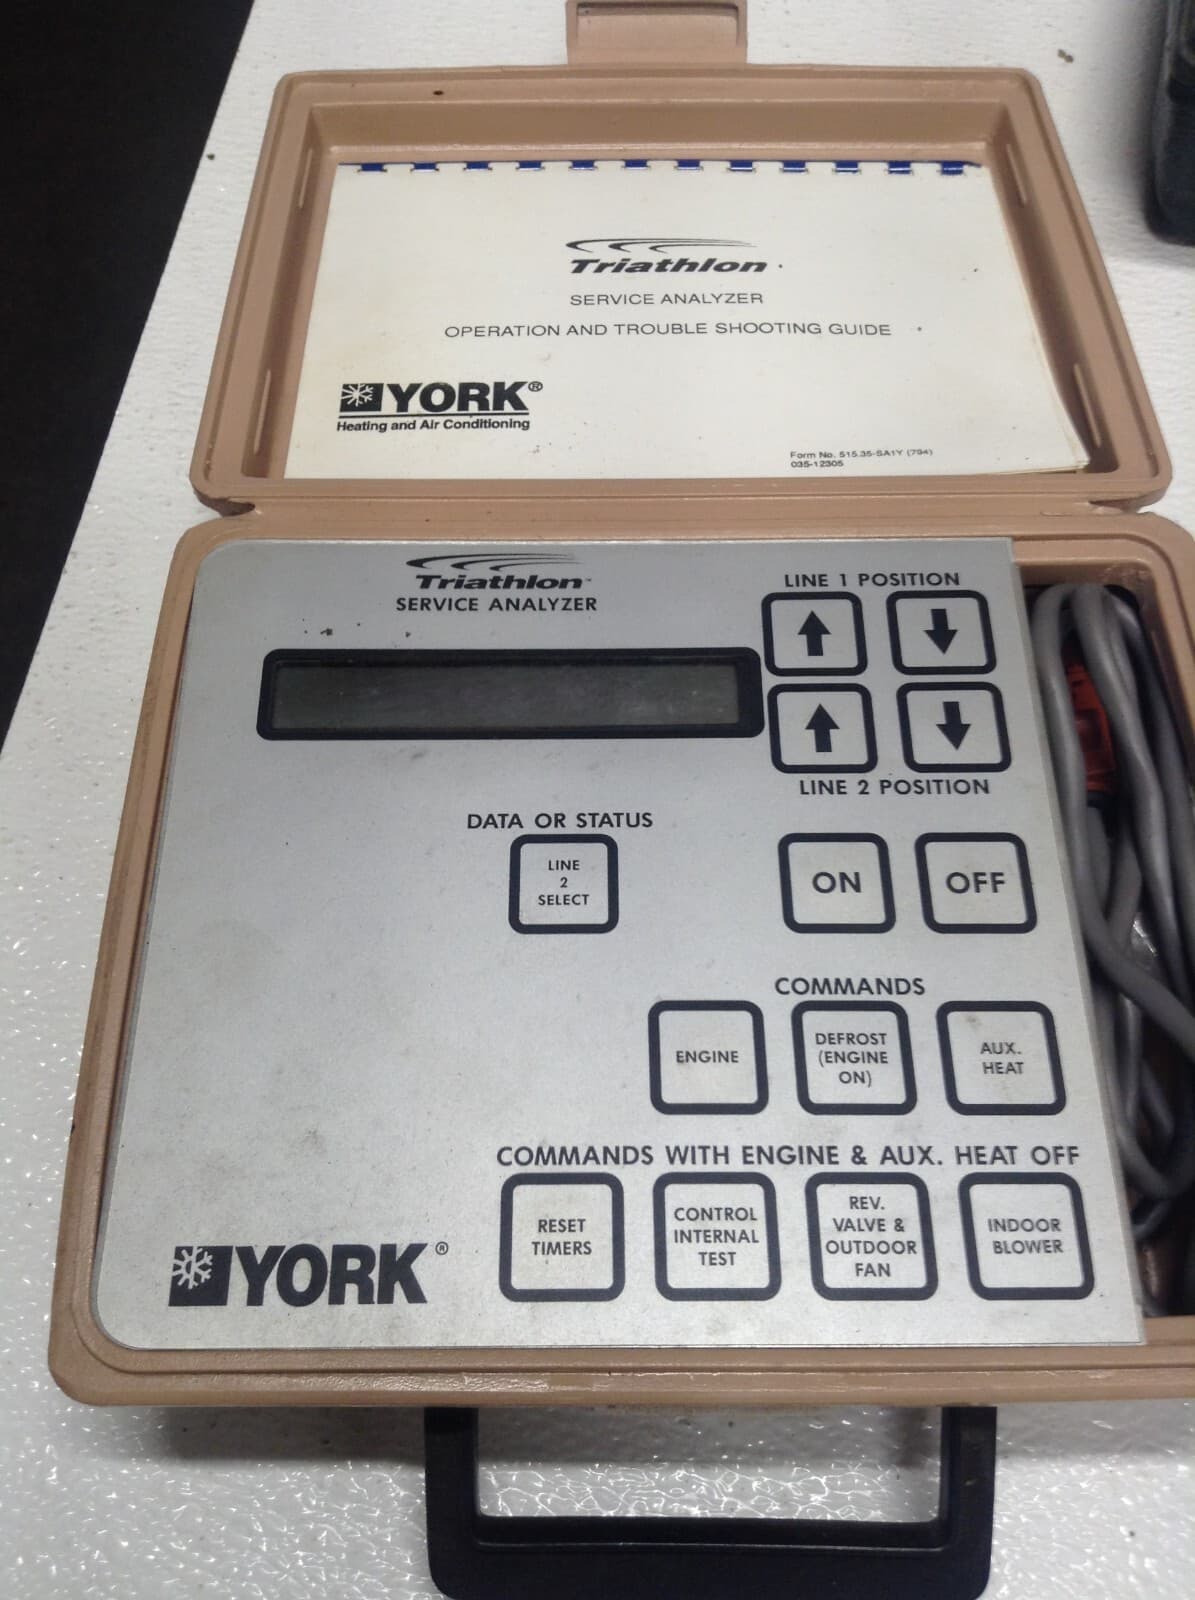 Triathlon
SERVICE ANALYZER
OPERATION AND TROUBLE SHOOTING GUIDE
YORK®
Heating and Air Conditioning
Form No. 515.35-SA1Y (794)
035-12305
Triathlon™
SERVICE ANALYZER
LINE 1 POSITION
LINE 2 POSITION
DATA OR STATUS
LINE
2
SELECT
ON
OFF
COMMANDS
ENGINE
DEFROST
(ENGINE
ON)
AUX.
HEAT
COMMANDS WITH ENGINE & AUX. HEAT OFF
RESET
TIMERS
CONTROL
INTERNAL
TEST
REV.
VALVE &
OUTDOOR
FAN
INDOOR
BLOWER
YORK®